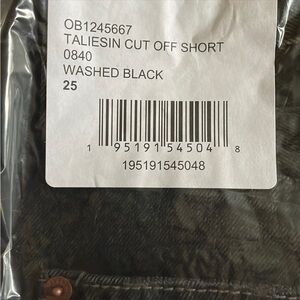 OB1245667
TALIESIN CUT OFF SHORT
0840
WASHED BLACK
25
1 95191 54504 8
195191545048